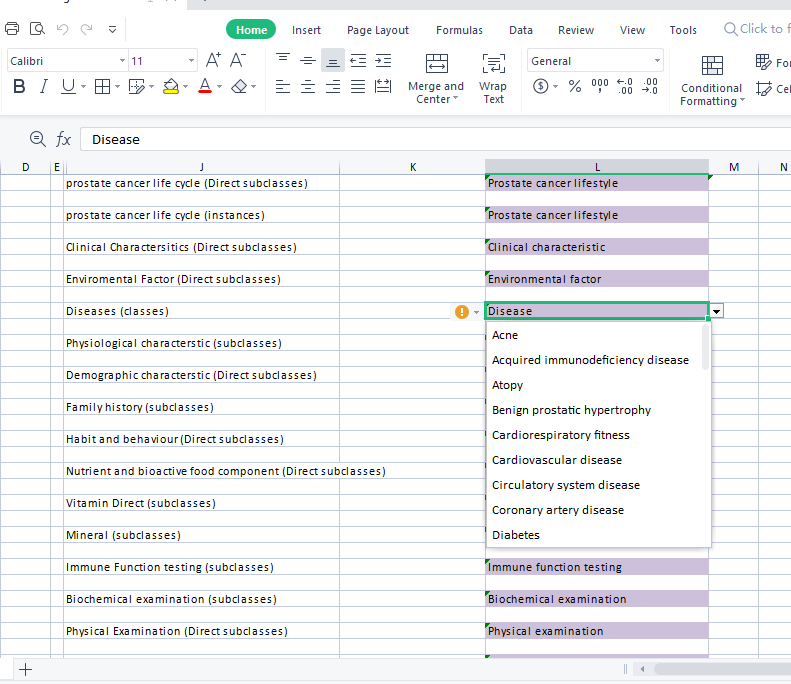 Home Insert Page Layout Formulas Data Review View Tools Click to f
Calibri 11 A+ A- General
Merge and Center Wrap Text Conditional Formatting
B I U A $ % 000 ←.0 .00 .00 →.0
fx Disease
D E J K L M N
prostate cancer life cycle (Direct subclasses) Prostate cancer lifestyle
prostate cancer life cycle (instances) Prostate cancer lifestyle
Clinical Charactersitics (Direct subclasses) Clinical characteristic
Enviromental Factor (Direct subclasses) Environmental factor
Diseases (classes) Disease
Physiological characterstic (subclasses)
Demographic characterstic (Direct subclasses)
Family history (subclasses)
Habit and behaviour (Direct subclasses)
Nutrient and bioactive food component (Direct subclasses)
Vitamin Direct (subclasses)
Mineral (subclasses)
Acne
Acquired immunodeficiency disease
Atopy
Benign prostatic hypertrophy
Cardiorespiratory fitness
Cardiovascular disease
Circulatory system disease
Coronary artery disease
Diabetes
Immune Function testing (subclasses) Immune function testing
Biochemical examination (subclasses) Biochemical examination
Physical Examination (Direct subclasses) Physical examination